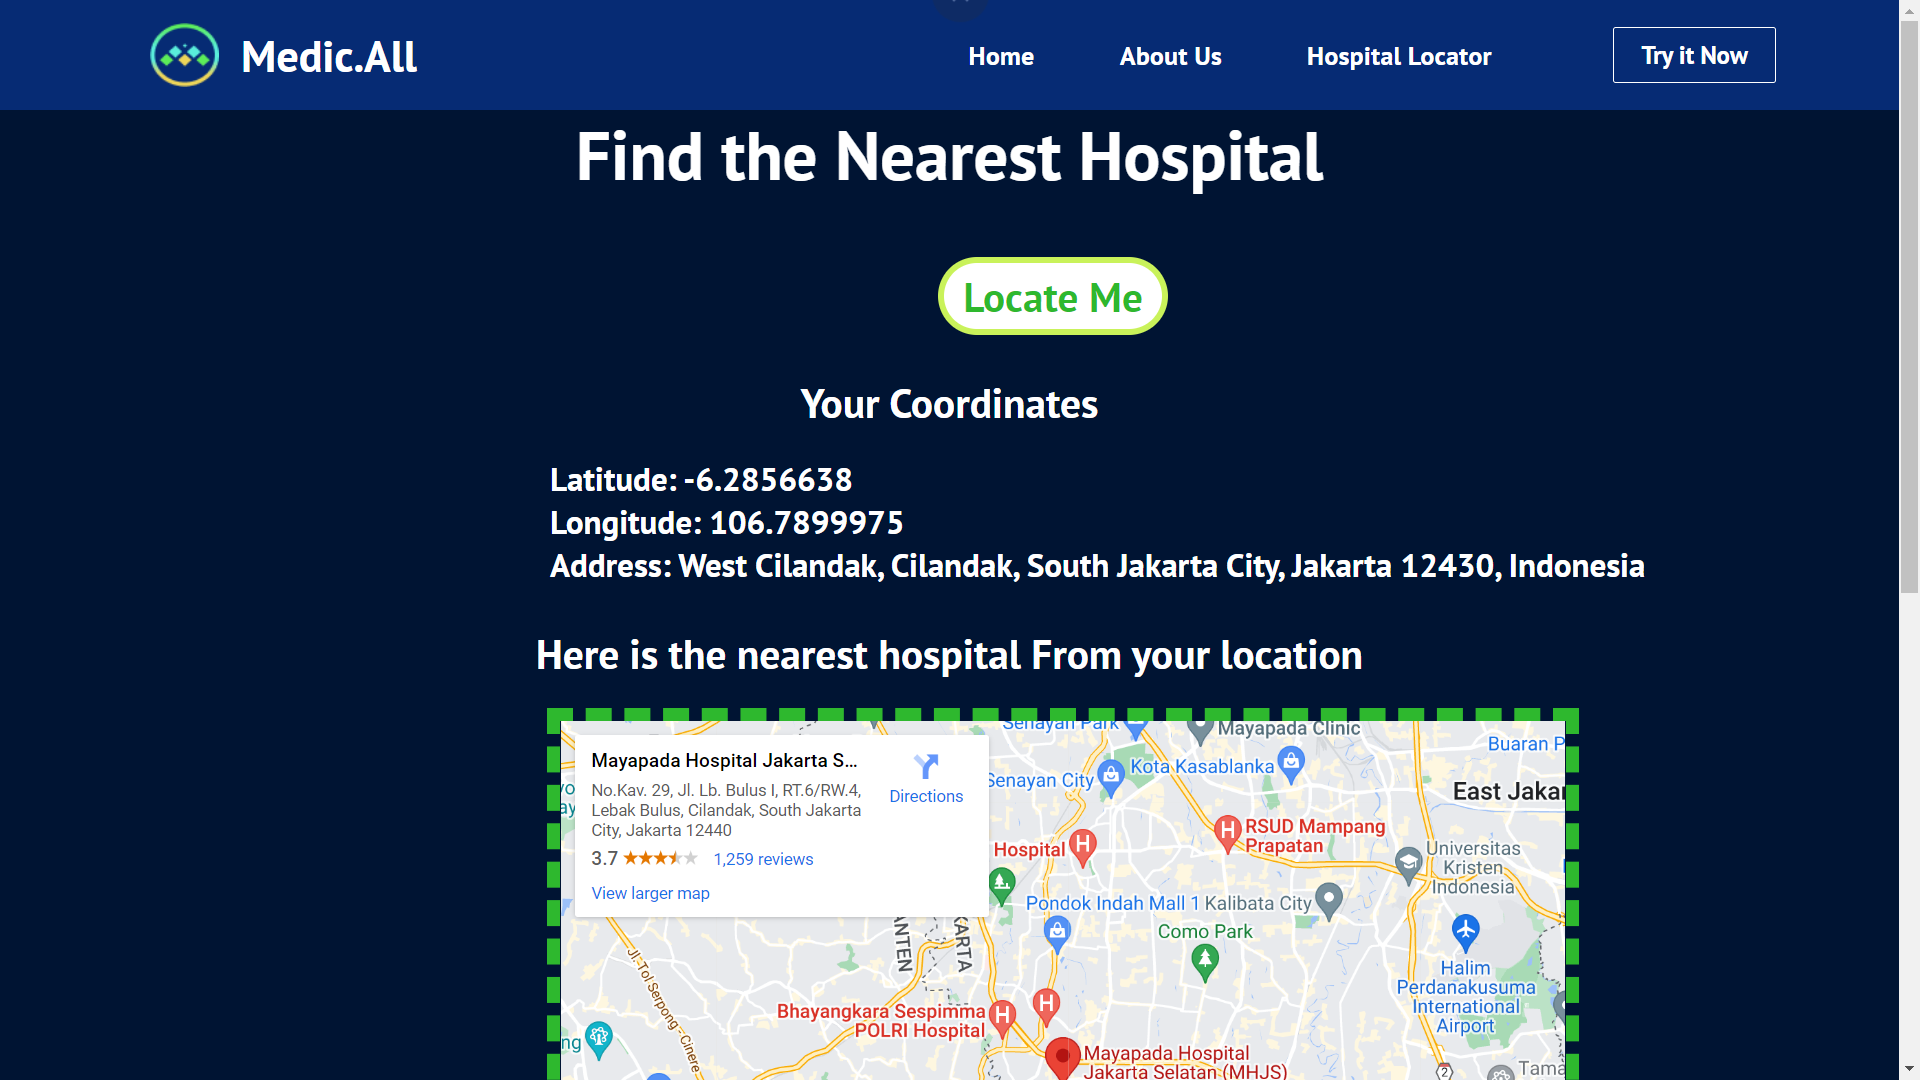 Medic.All
Home
About Us
Hospital Locator
Try it Now
Find the Nearest Hospital
Locate Me
Your Coordinates
Latitude: -6.2856638
Longitude: 106.7899975
Address: West Cilandak, Cilandak, South Jakarta City, Jakarta 12430, Indonesia
Here is the nearest hospital From your location
Mayapada Hospital Jakarta S...
No.Kav. 29, Jl. Lb. Bulus I, RT.6/RW.4,
Lebak Bulus, Cilandak, South Jakarta
City, Jakarta 12440
Directions
3.7
1,259 reviews
View larger map
Senayan Park
Mayapada Clinic
Buaran P
Senayan City
Kota Kasablanka
East Jakar
Hospital
RSUD Mampang
Prapatan
Universitas
Kristen
Indonesia
Pondok Indah Mall 1
Kalibata City
Como Park
ANTEN
KARTA
Jl. Tol Serpong - Cinere
Halim
Perdanakusuma
International
Airport
Bhayangkara Sespimma
POLRI Hospital
ng
Mayapada Hospital
Jakarta Selatan (MHJS)
2
Tama